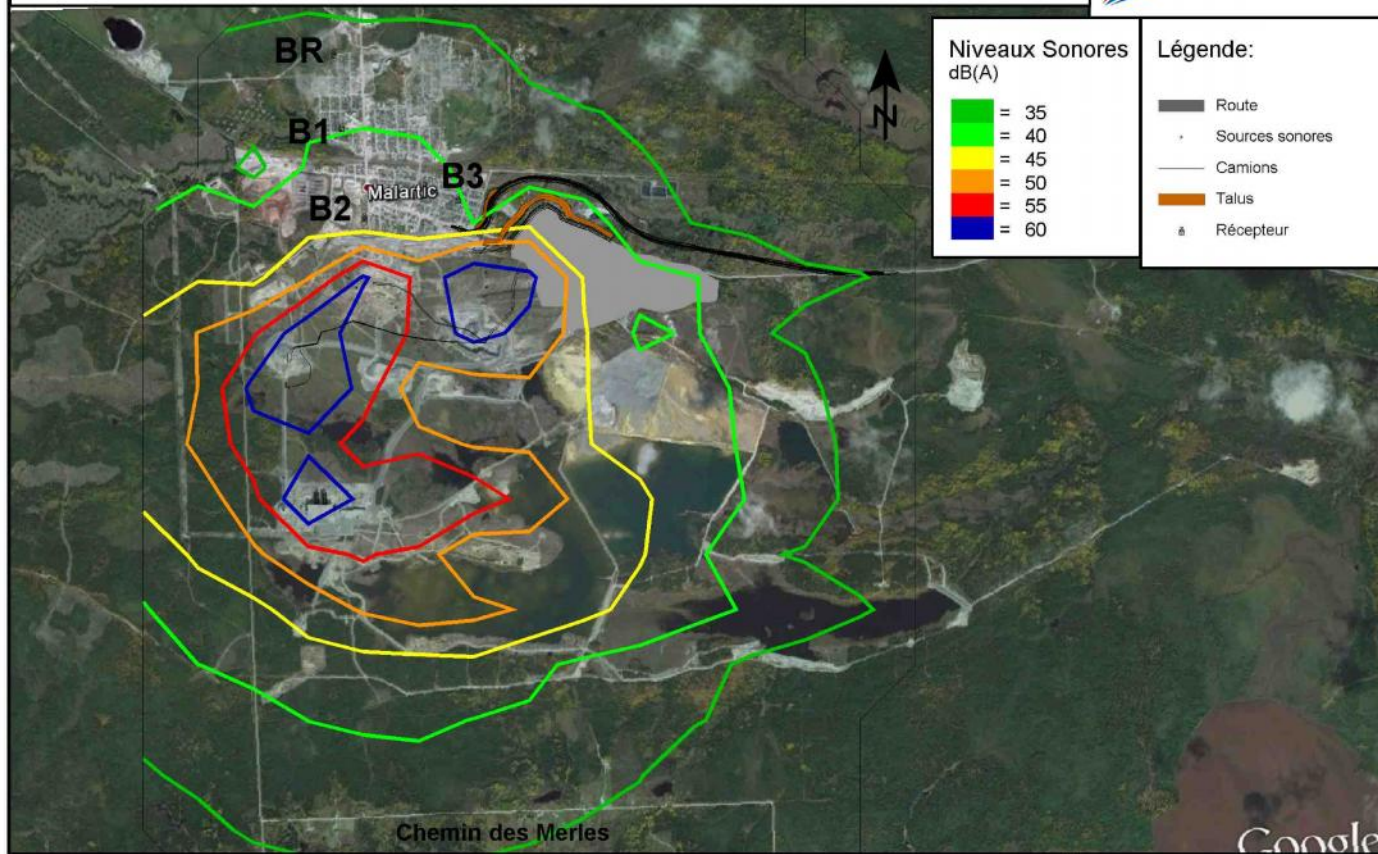 BR
B1
B2
B3
Malartic
N
Niveaux Sonores
dB(A)
= 35
= 40
= 45
= 50
= 55
= 60
Légende:
Route
Sources sonores
Camions
Talus
Récepteur
Chemin des Merles
Google